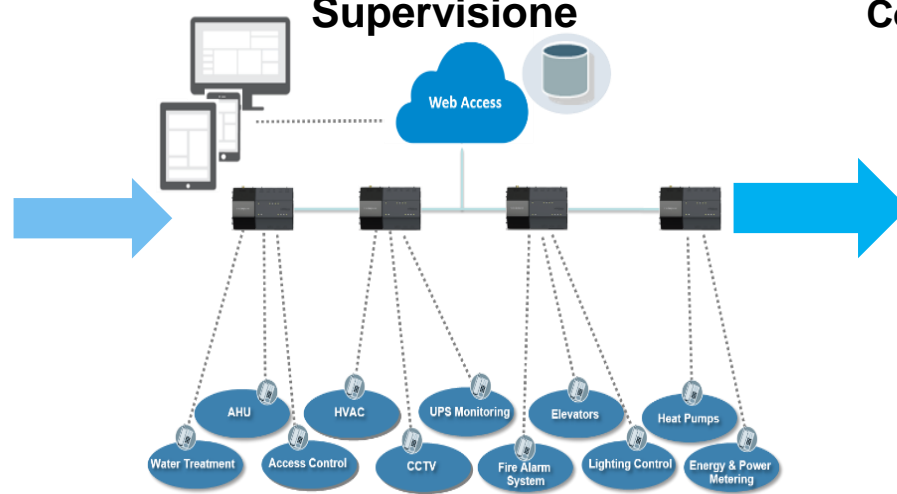 Supervisione
Web Access
AHU
HVAC
UPS Monitoring
Elevators
Heat Pumps
Water Treatment
Access Control
CCTV
Fire Alarm
System
Lighting Control
Energy & Power
Metering